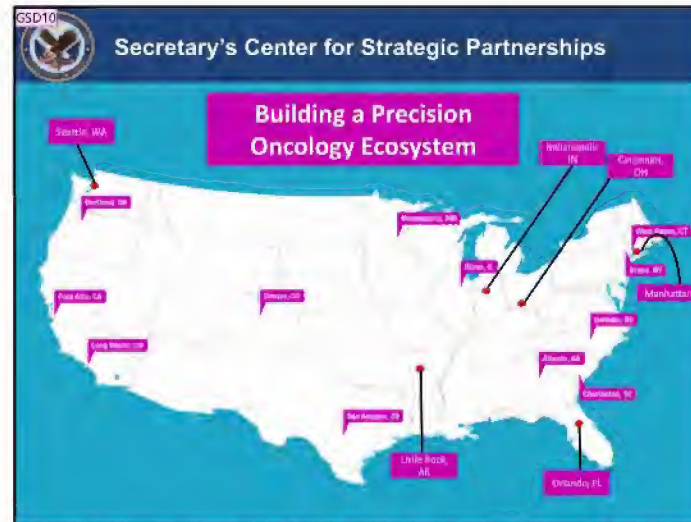 GSD10
Secretary's Center for Strategic Partnerships
Building a Precision
Oncology Ecosystem
Seattle, WA
Indianapolis
IN
Cincinnati,
OH
Portland, OR
Minneapolis, MN
West Haven, CT
Bronx, NY
Manhattan
Palo Alto, CA
Long Beach, CA
Durham, NC
Atlanta, GA
Charleston, SC
San Antonio, TX
Little Rock,
AR
Orlando, FL